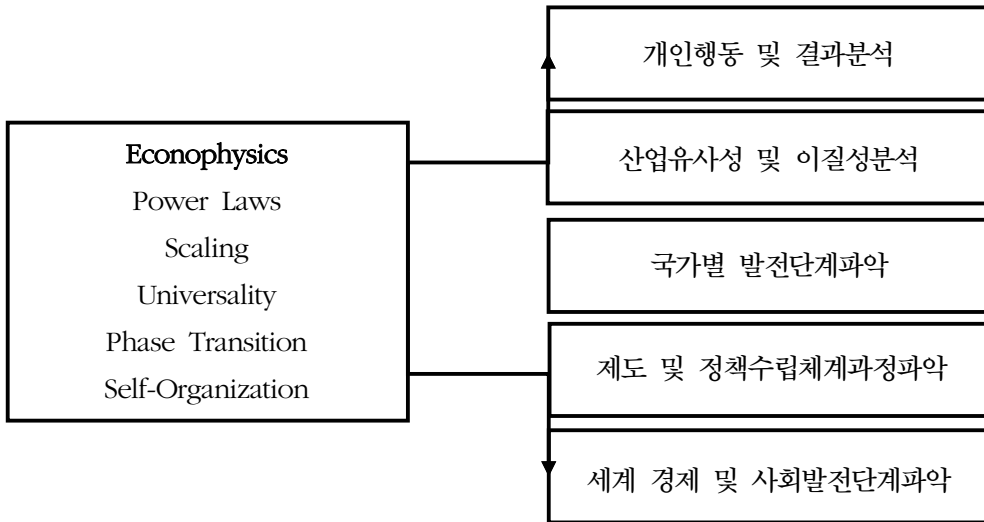 Econophysics
Power Laws
Scaling
Universality
Phase Transition
Self-Organization
개인행동 및 결과분석
산업유사성 및 이질성분석
국가별 발전단계파악
제도 및 정책수립체계과정파악
세계 경제 및 사회발전단계파악